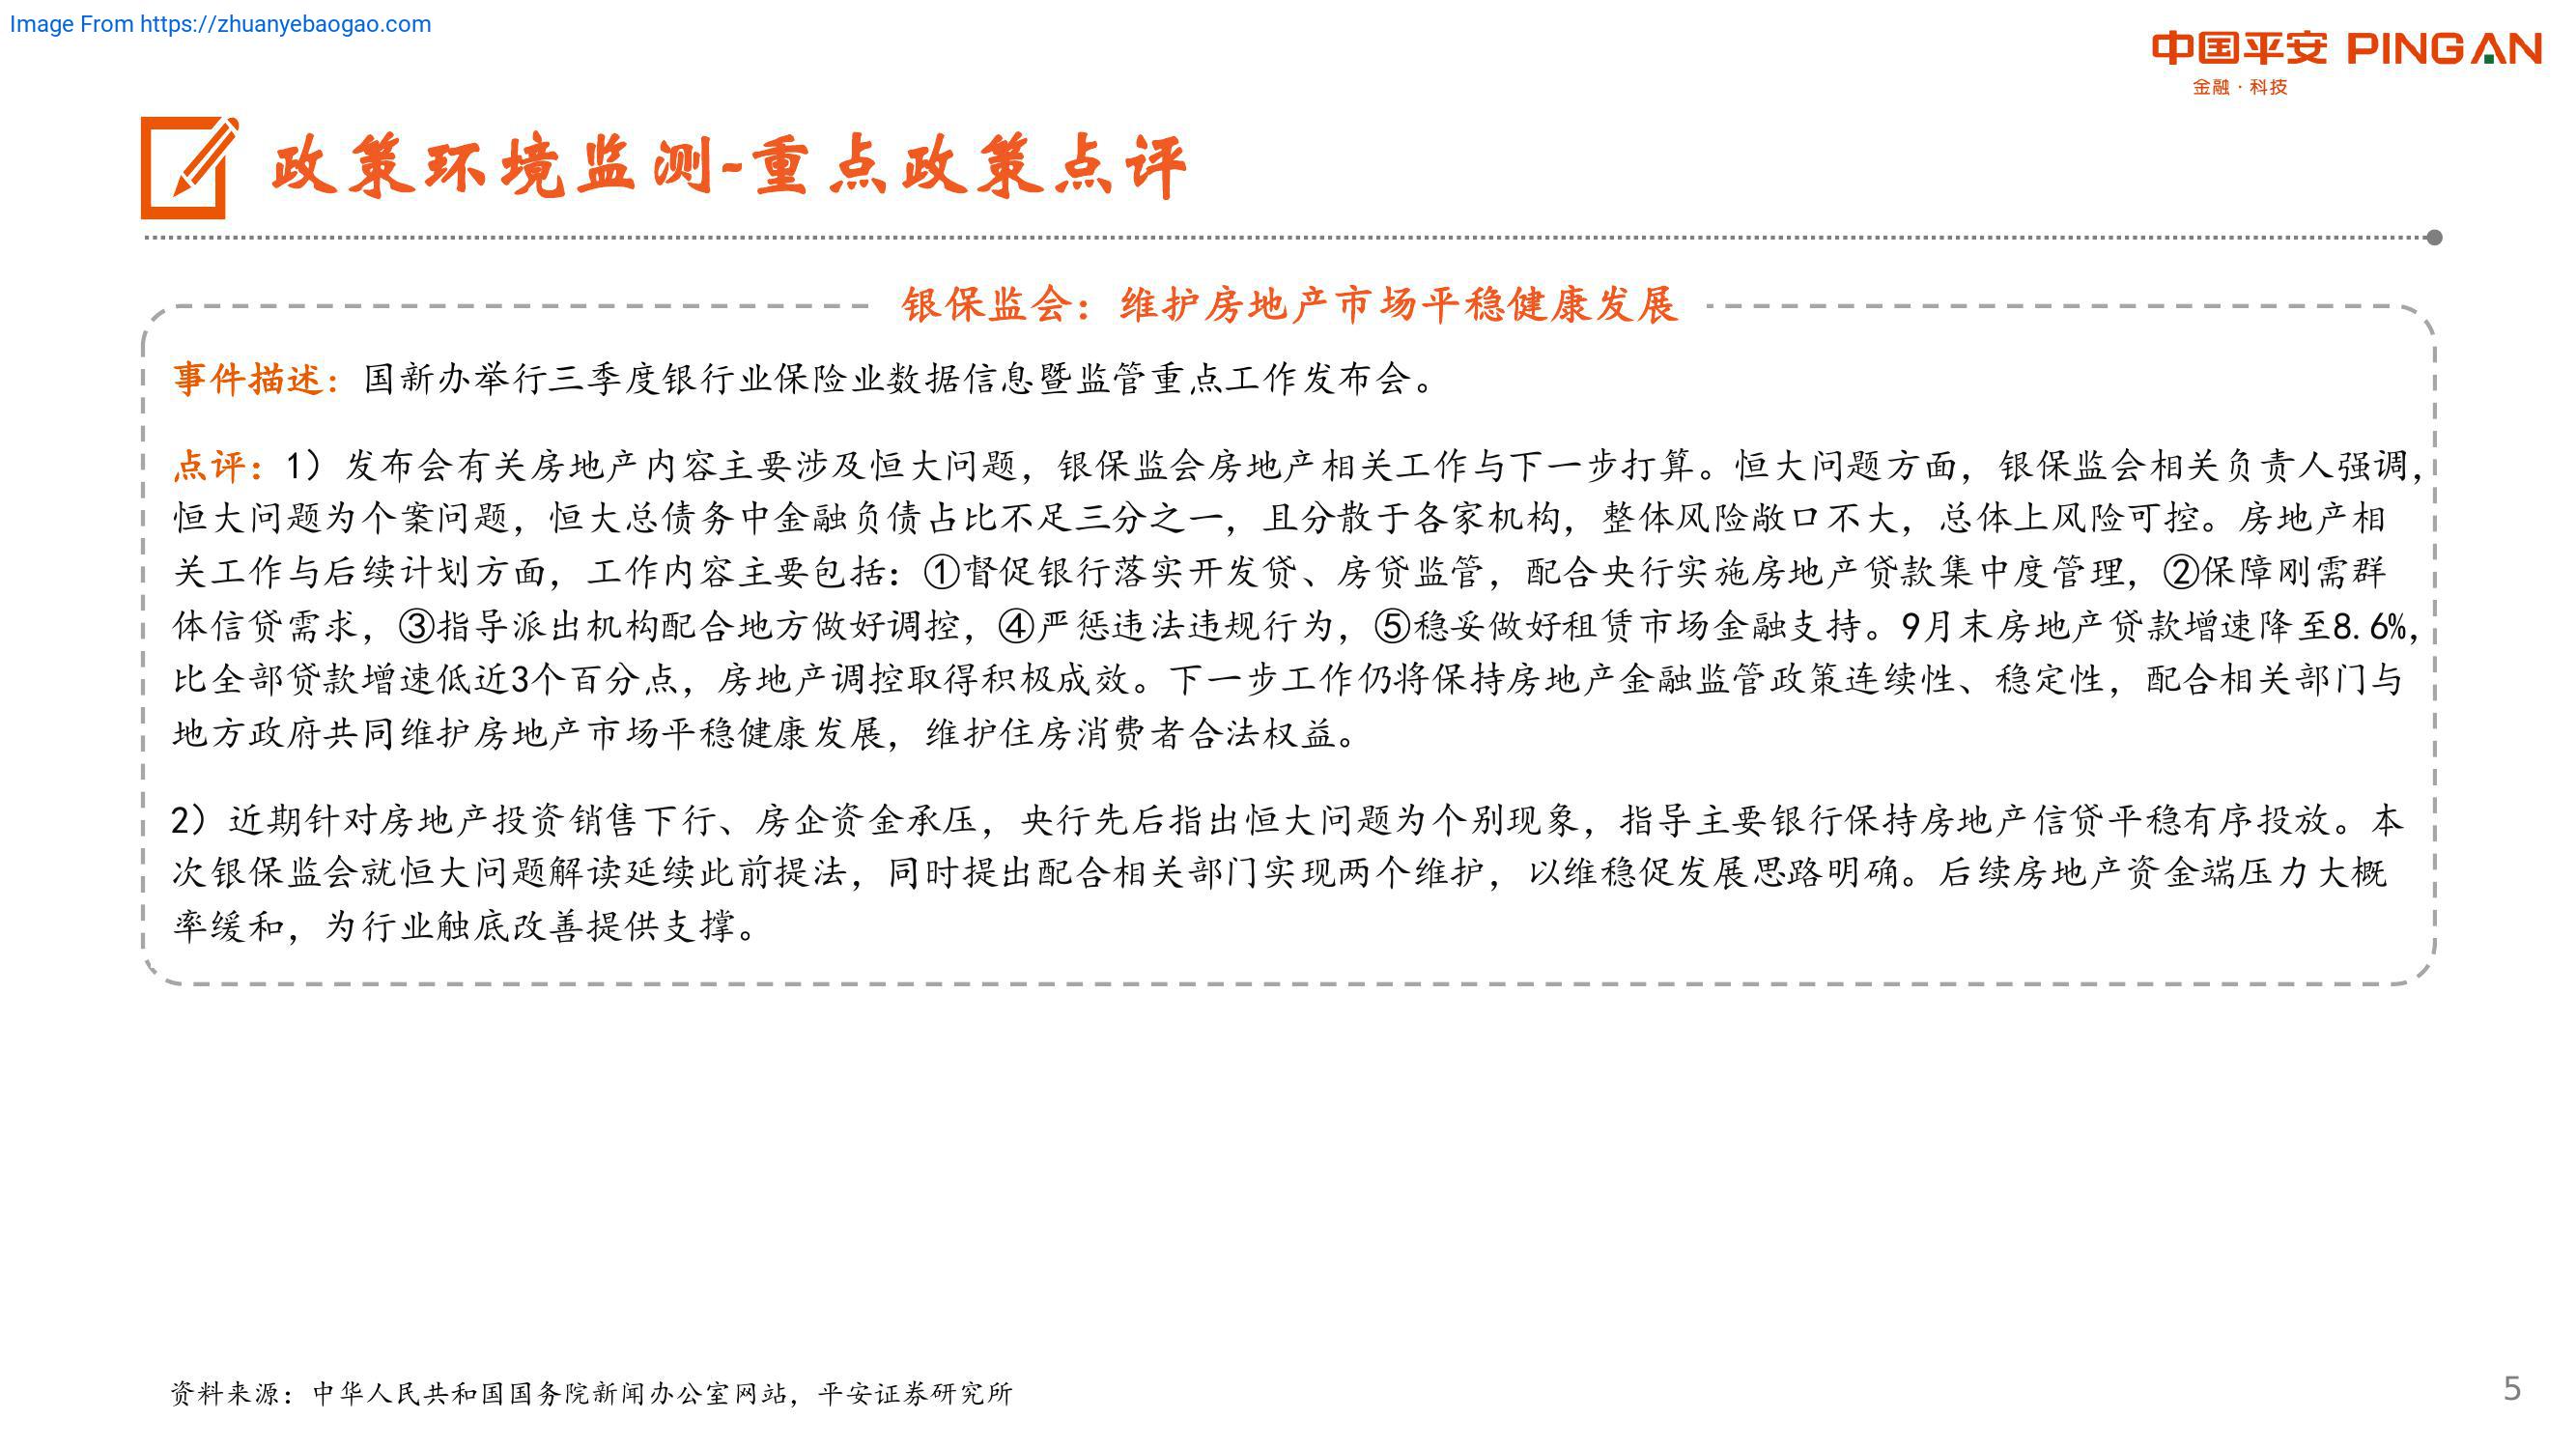 Image From https://zhuanyebaogao.com
中国平安 PINGAN
金融·科技
政策环境监测-重点政策点评
银保监会：维护房地产市场平稳健康发展
事件描述：国新办举行三季度银行业保险业数据信息暨监管重点工作发布会。
点评：1）发布会有关房地产内容主要涉及恒大问题，银保监会房地产相关工作与下一步打算。恒大问题方面，银保监会相关负责人强调，
恒大问题为个案问题，恒大总债务中金融负债占比不足三分之一，且分散于各家机构，整体风险敞口不大，总体上风险可控。房地产相
关工作与后续计划方面，工作内容主要包括：①督促银行落实开发贷、房贷监管，配合央行实施房地产贷款集中度管理，②保障刚需群
体信贷需求，③指导派出机构配合地方做好调控，④严惩违法违规行为，⑤稳妥做好租赁市场金融支持。9月末房地产贷款增速降至8.6%，
比全部贷款增速低近3个百分点，房地产调控取得积极成效。下一步工作仍将保持房地产金融监管政策连续性、稳定性，配合相关部门与
地方政府共同维护房地产市场平稳健康发展，维护住房消费者合法权益。
2）近期针对房地产投资销售下行、房企资金承压，央行先后指出恒大问题为个别现象，指导主要银行保持房地产信贷平稳有序投放。本
次银保监会就恒大问题解读延续此前提法，同时提出配合相关部门实现两个维护，以维稳促发展思路明确。后续房地产资金端压力大概
率缓和，为行业触底改善提供支撑。
资料来源：中华人民共和国国务院新闻办公室网站，平安证券研究所
5